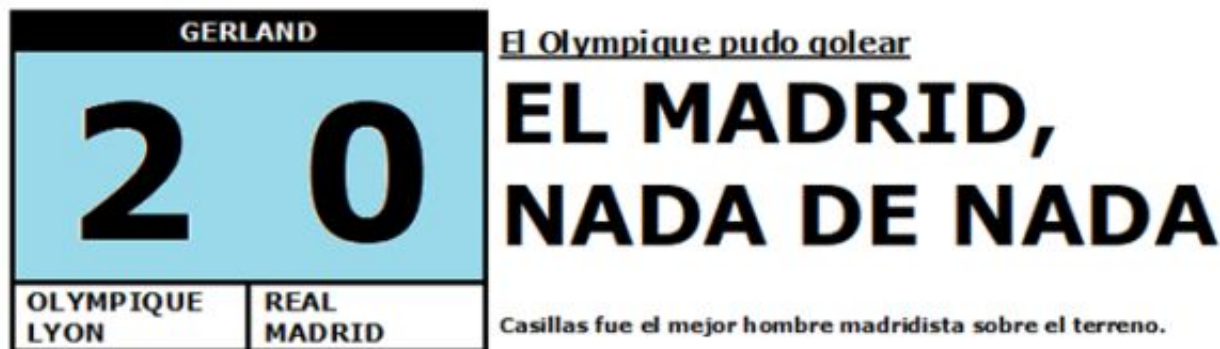 GERLAND
2 0
OLYMPIQUE
LYON
REAL
MADRID
El Olympique pudo golear
EL MADRID,
NADA DE NADA
Casillas fue el mejor hombre madridista sobre el terreno.